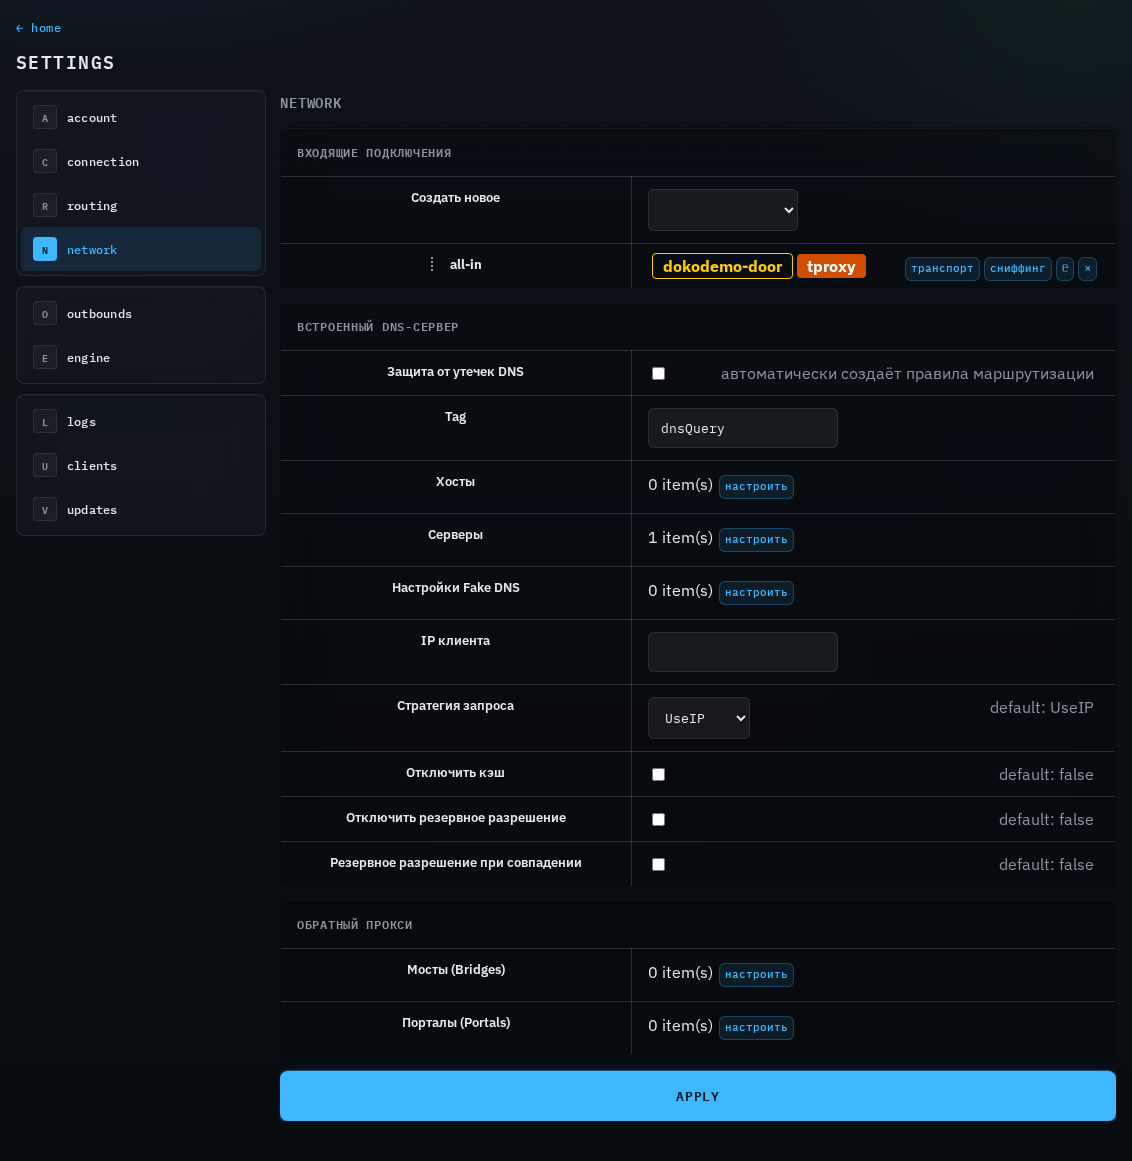 ← home
SETTINGS
A account
C connection
R routing
N network
O outbounds
E engine
L logs
U clients
V updates
NETWORK
ВХОДЯЩИЕ ПОДКЛЮЧЕНИЯ
Создать новое
all-in dokodemo-door tproxy транспорт сниффинг ℮ ×
ВСТРОЕННЫЙ DNS-СЕРВЕР
Защита от утечек DNS автоматически создаёт правила маршрутизации
Tag dnsQuery
Хосты 0 item(s) настроить
Серверы 1 item(s) настроить
Настройки Fake DNS 0 item(s) настроить
IP клиента
Стратегия запроса UseIP default: UseIP
Отключить кэш default: false
Отключить резервное разрешение default: false
Резервное разрешение при совпадении default: false
ОБРАТНЫЙ ПРОКСИ
Мосты (Bridges) 0 item(s) настроить
Порталы (Portals) 0 item(s) настроить
APPLY